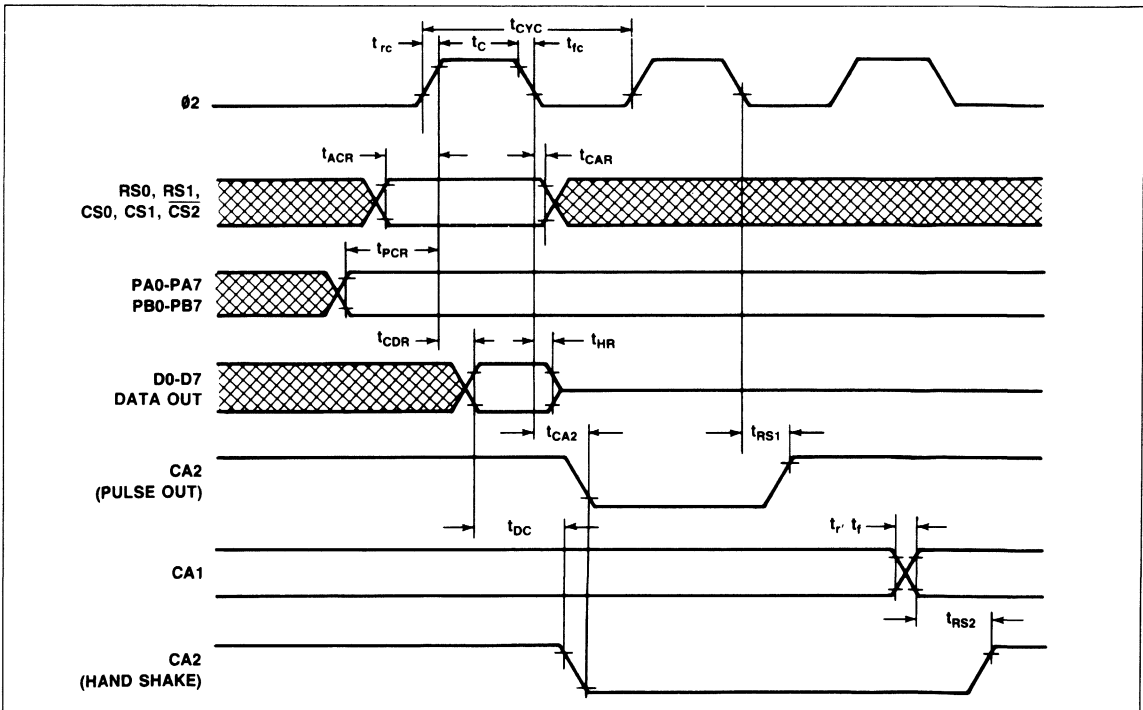 tCYC
trc
tC
tfc
Ø2
tACR
tCAR
RS0, RS1,
CS0, CS1, C̅S̅2̅
tPCR
PA0-PA7
PB0-PB7
tCDR
tHR
D0-D7
DATA OUT
tCA2
tRS1
CA2
(PULSE OUT)
tDC
tr, tf
CA1
tRS2
CA2
(HAND SHAKE)